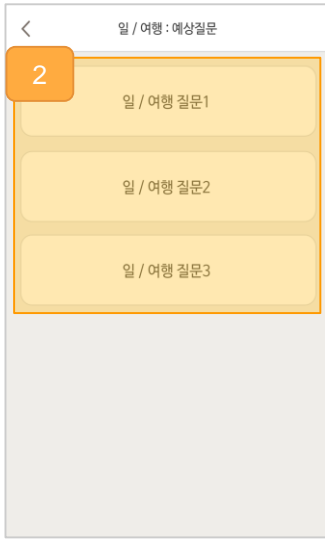 일 / 여행 : 예상질문
2
일 / 여행 질문1
일 / 여행 질문2
일 / 여행 질문3